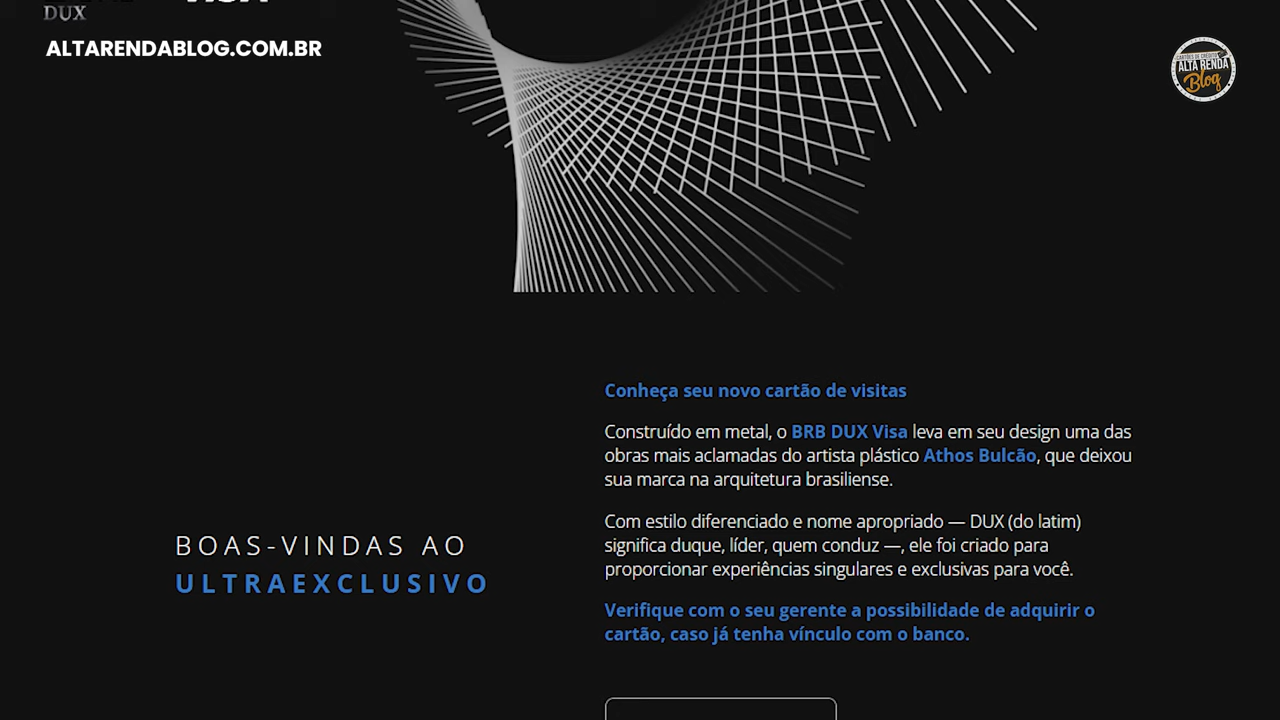 DUX
VISA
ALTARENDABLOG.COM.BR
ALTA RENDA
Blog
Conheça seu novo cartão de visitas
Construído em metal, o BRB DUX Visa leva em seu design uma das
obras mais aclamadas do artista plástico Athos Bulcão, que deixou
sua marca na arquitetura brasiliense.
Com estilo diferenciado e nome apropriado — DUX (do latim)
significa duque, líder, quem conduz —, ele foi criado para
proporcionar experiências singulares e exclusivas para você.
Verifique com o seu gerente a possibilidade de adquirir o
cartão, caso já tenha vínculo com o banco.
BOAS-VINDAS AO
ULTRAEXCLUSIVO